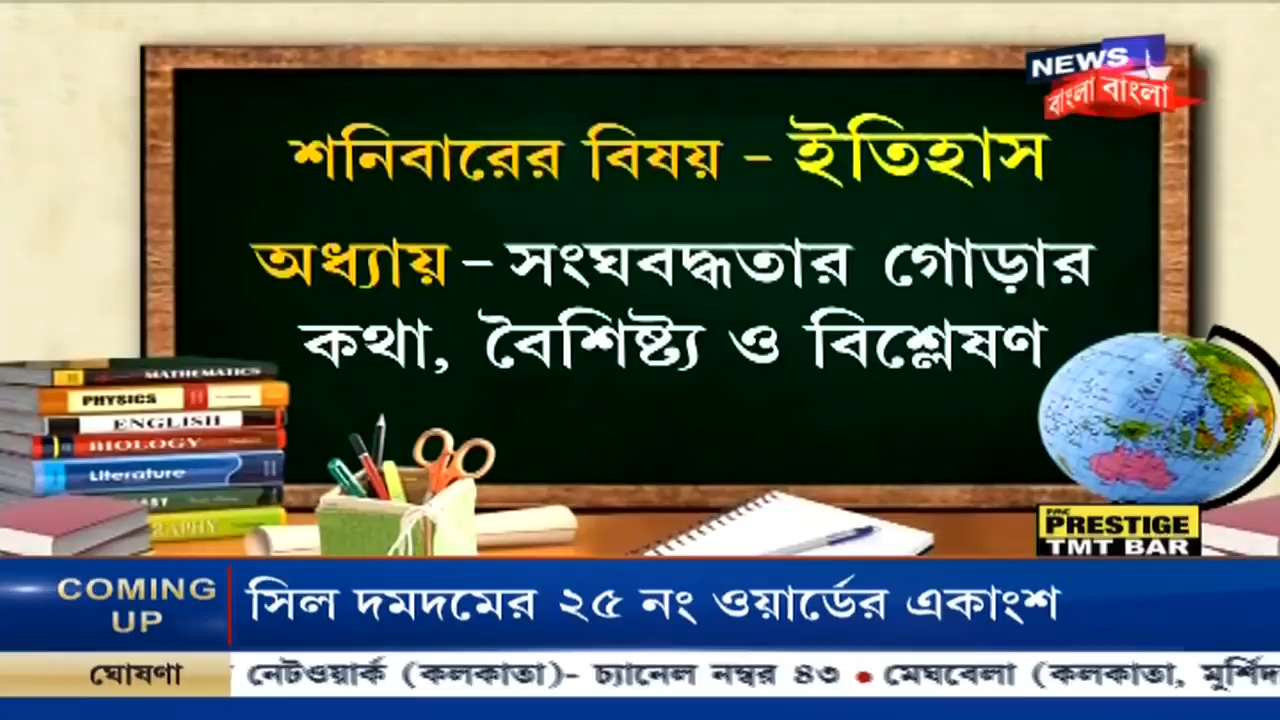 NEWS
বাংলা বাংলা
শনিবারের বিষয় – ইতিহাস
অধ্যায় – সংঘবদ্ধতার গোড়ার
কথা, বৈশিষ্ট্য ও বিশ্লেষণ
MATHEMATICS
PHYSICS
ENGLISH
BIOLOGY
Literature
PRESTIGE
TMT BAR
COMING
UP
সিল দমদমের ২৫ নং ওয়ার্ডের একাংশ
ঘোষণা
নেটওয়ার্ক (কলকাতা)- চ্যানেল নম্বর ৪৩ • মেঘবেলা (কলকাতা,